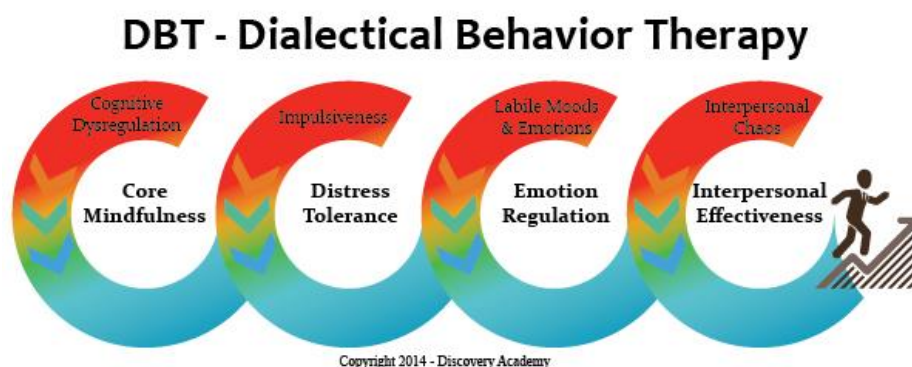 DBT - Dialectical Behavior Therapy
Cognitive
Dysregulation
Core
Mindfulness
Impulsiveness
Distress
Tolerance
Labile Moods
& Emotions
Emotion
Regulation
Interpersonal
Chaos
Interpersonal
Effectiveness
Copyright 2014 - Discovery Academy